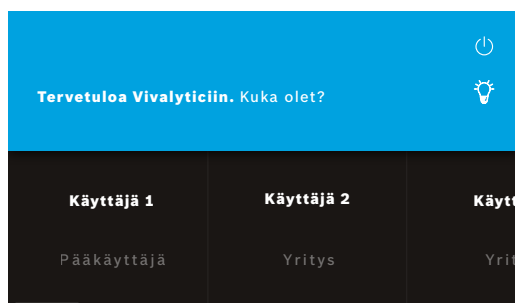 Tervetuloa Vivalyticiin. Kuka olet?
Käyttäjä 1
Käyttäjä 2
Pääkäyttäjä
Yritys